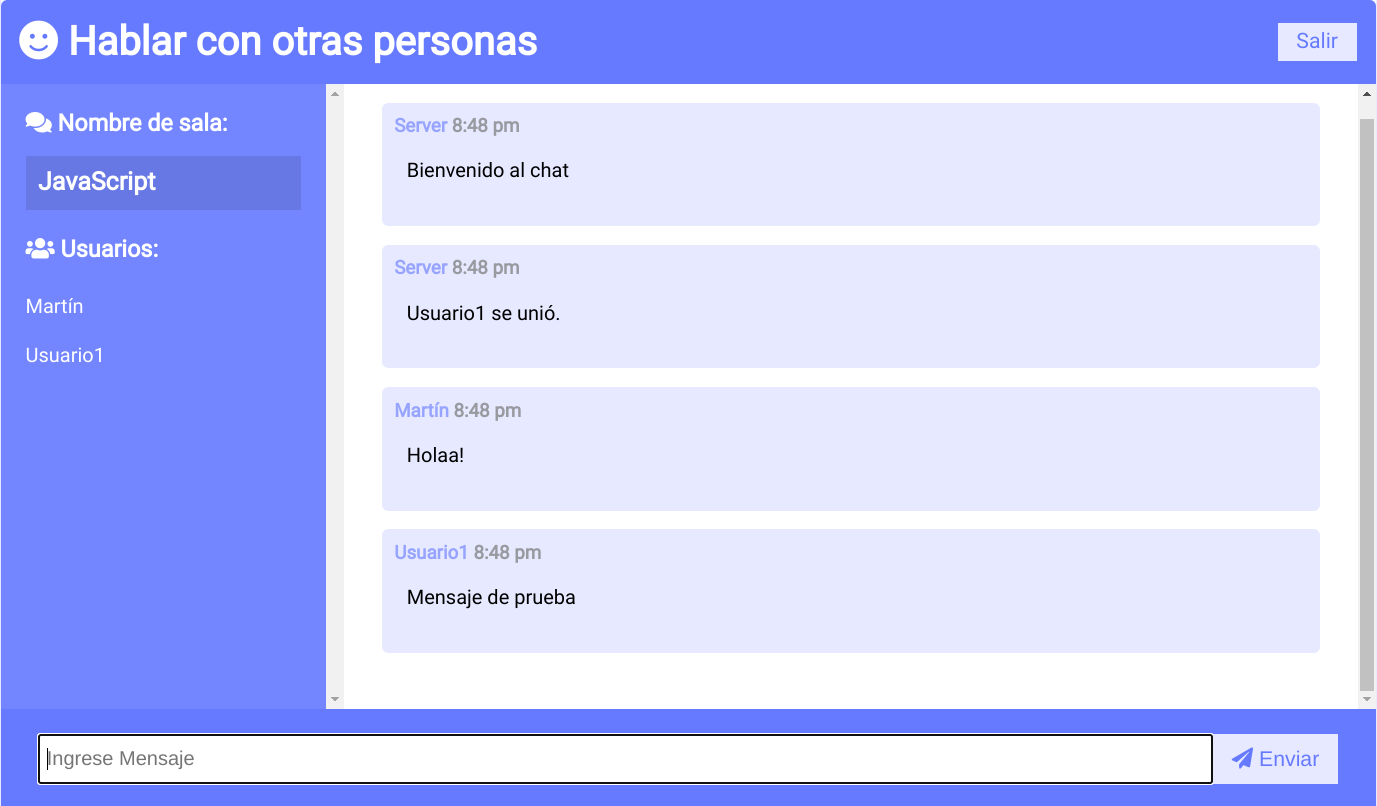 Hablar con otras personas
Salir
Nombre de sala:
JavaScript
Usuarios:
Martín
Usuario1
Server 8:48 pm
Bienvenido al chat
Server 8:48 pm
Usuario1 se unió.
Martín 8:48 pm
Holaa!
Usuario1 8:48 pm
Mensaje de prueba
Ingrese Mensaje
Enviar